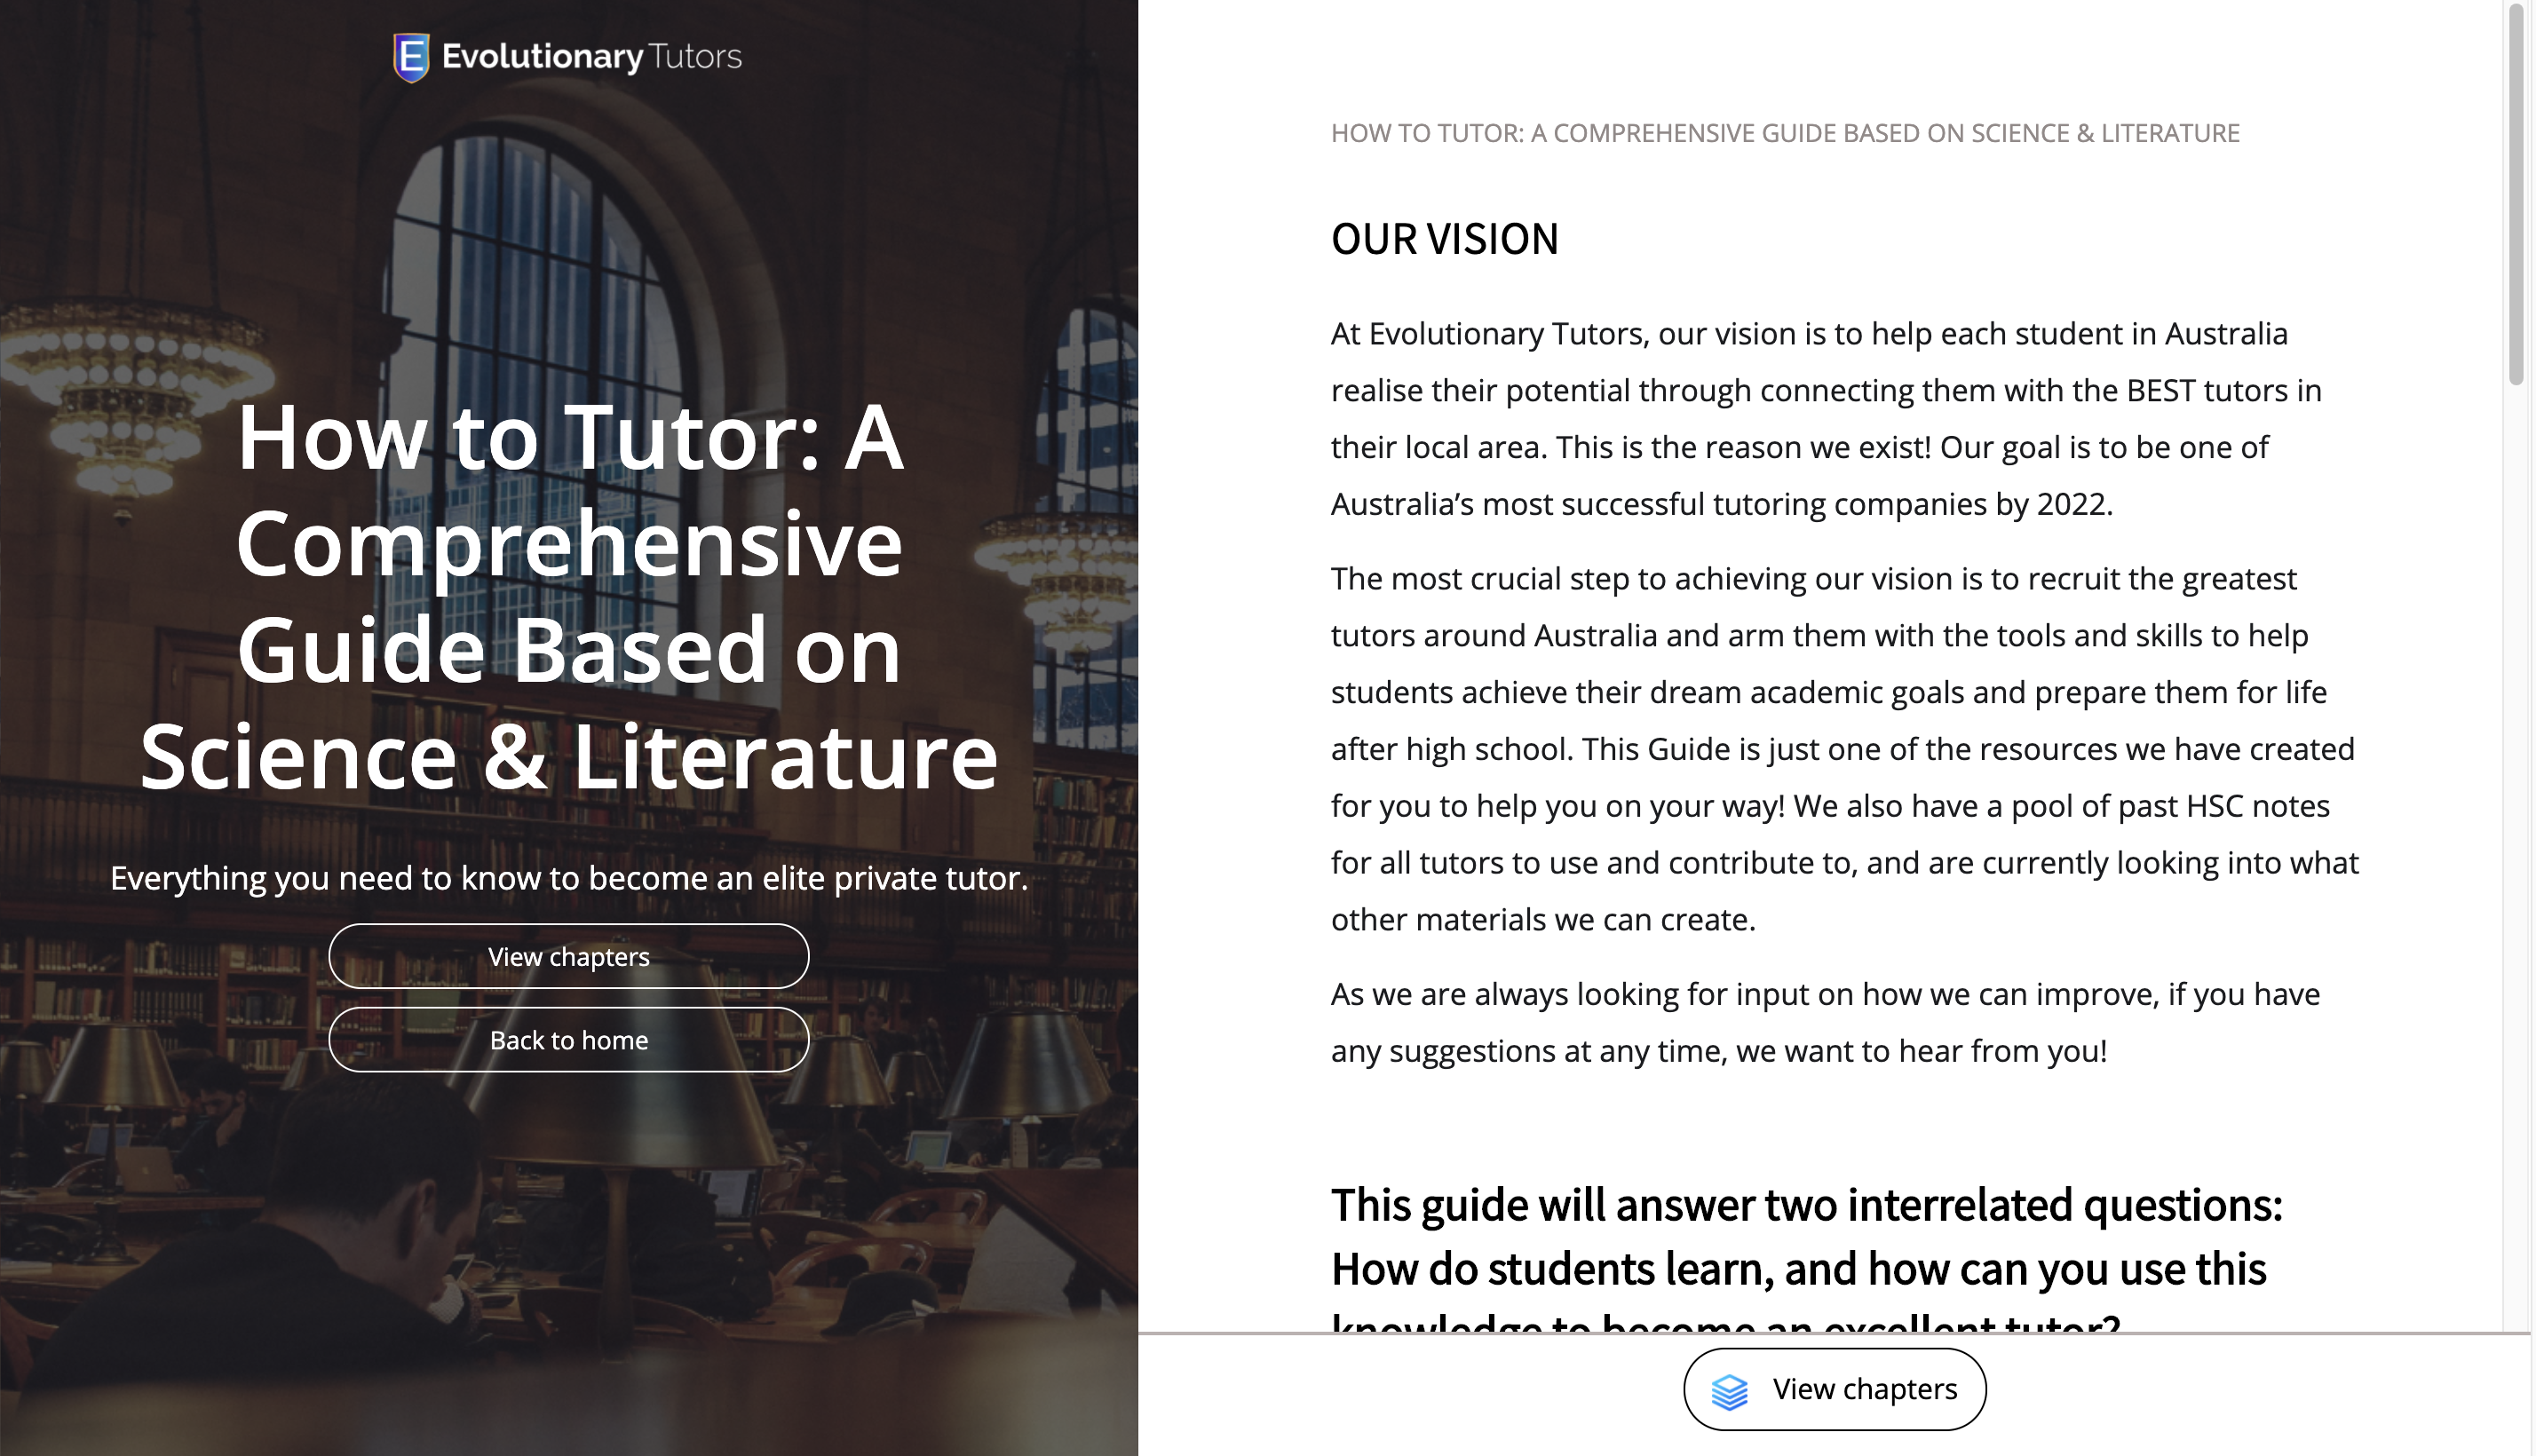 E Evolutionary Tutors
How to Tutor: A
Comprehensive
Guide Based on
Science & Literature
Everything you need to know to become an elite private tutor.
View chapters
Back to home
HOW TO TUTOR: A COMPREHENSIVE GUIDE BASED ON SCIENCE & LITERATURE
OUR VISION
At Evolutionary Tutors, our vision is to help each student in Australia
realise their potential through connecting them with the BEST tutors in
their local area. This is the reason we exist! Our goal is to be one of
Australia’s most successful tutoring companies by 2022.
The most crucial step to achieving our vision is to recruit the greatest
tutors around Australia and arm them with the tools and skills to help
students achieve their dream academic goals and prepare them for life
after high school. This Guide is just one of the resources we have created
for you to help you on your way! We also have a pool of past HSC notes
for all tutors to use and contribute to, and are currently looking into what
other materials we can create.
As we are always looking for input on how we can improve, if you have
any suggestions at any time, we want to hear from you!
This guide will answer two interrelated questions:
How do students learn, and how can you use this
knowledge to become an excellent tutor?
View chapters